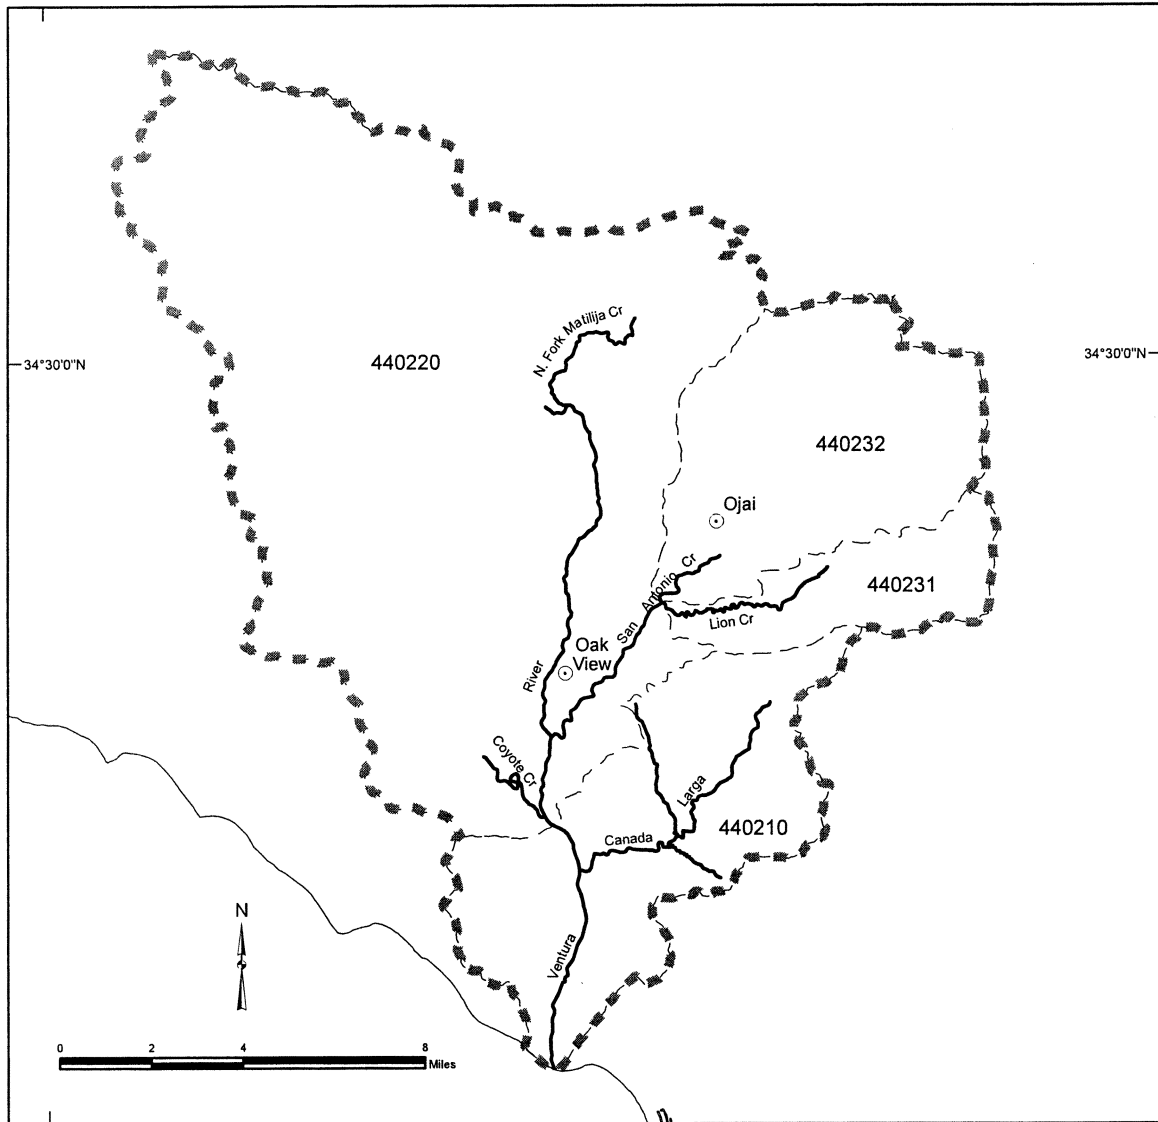 N. Fork Matilija Cr
34°30'0"N
34°30'0"N
440220
440232
Ojai
San Antonio Cr
440231
Lion Cr
Oak
View
River
Coyote Cr
Larga
440210
Canada
N
Ventura
0 2 4 8
Miles